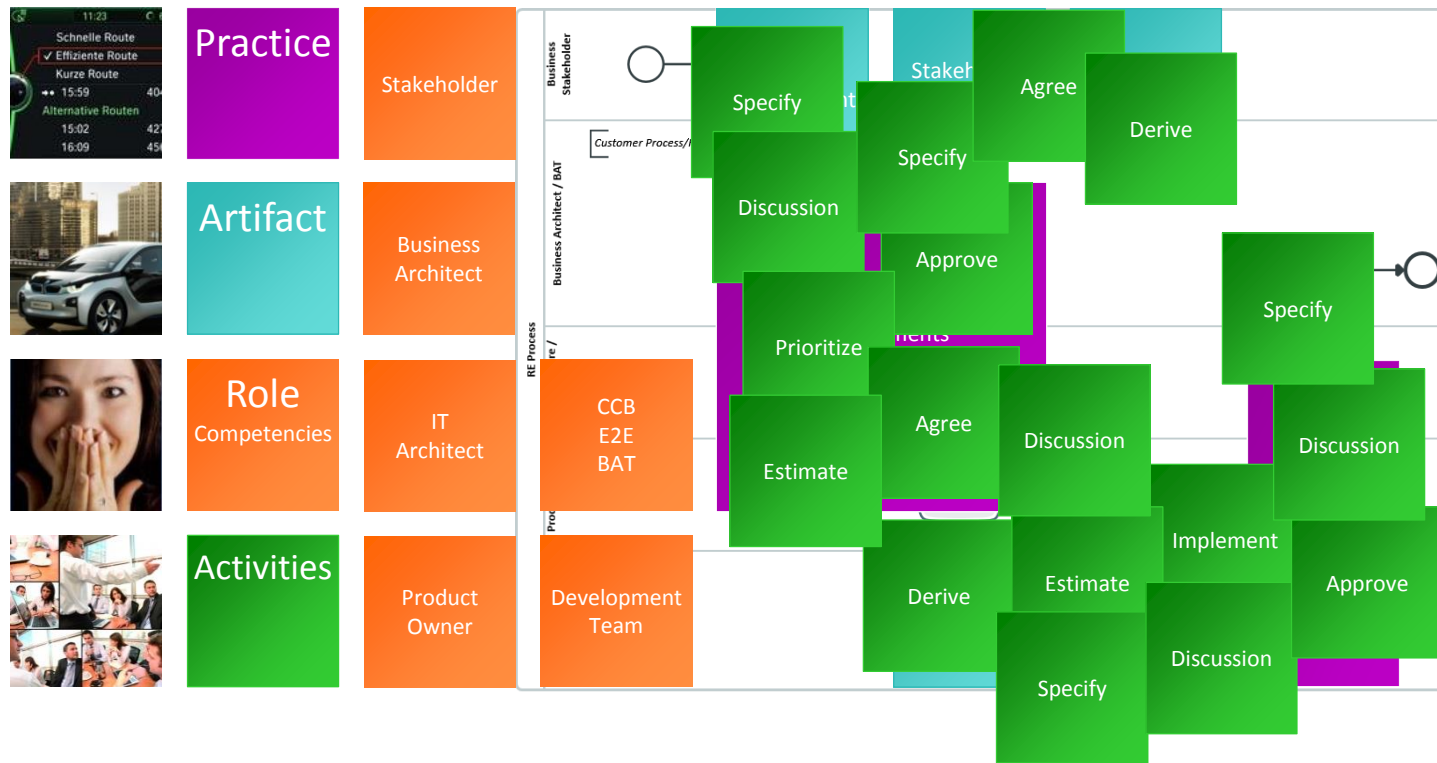 11:23
Schnelle Route
✓ Effiziente Route
Kurze Route
15:59
Alternative Routen
15:02
16:09
Practice
Artifact
Role
Competencies
Activities
Stakeholder
Business
Architect
IT
Architect
Product
Owner
CCB
E2E
BAT
Development
Team
RE Process
Business
Stakeholder
Business Architect / BAT
Customer Process/
Specify
Discussion
Specify
Agree
Derive
Approve
Prioritize
Agree
Estimate
Discussion
Specify
Discussion
Implement
Approve
Derive
Estimate
Discussion
Specify